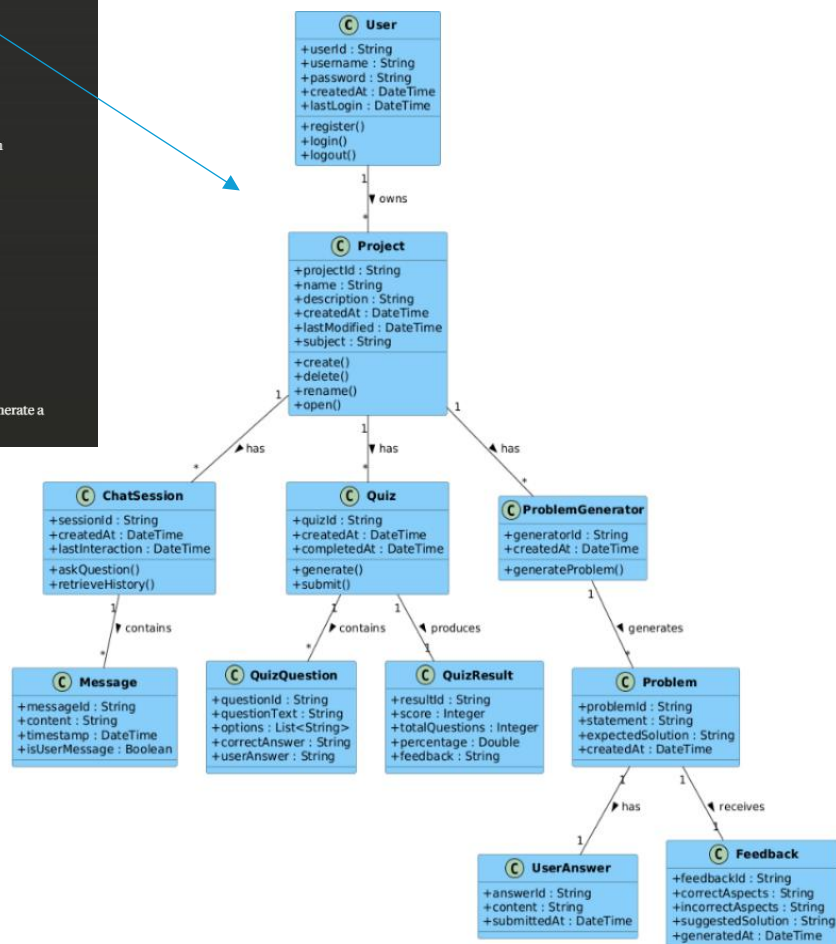 C User
+userId : String
+username : String
+password : String
+createdAt : DateTime
+lastLogin : DateTime
+register()
+login()
+logout()
1
owns
*
C Project
+projectId : String
+name : String
+description : String
+createdAt : DateTime
+lastModified : DateTime
+subject : String
+create()
+delete()
+rename()
+open()
nerate a
1
has
*
1
has
*
1
has
*
C ChatSession
+sessionId : String
+createdAt : DateTime
+lastInteraction : DateTime
+askQuestion()
+retrieveHistory()
C Quiz
+quizId : String
+createdAt : DateTime
+completedAt : DateTime
+generate()
+submit()
C ProblemGenerator
+generatorId : String
+createdAt : DateTime
+generateProblem()
1
contains
*
1
contains
*
1
produces
1
1
generates
*
C Message
+messageId : String
+content : String
+timestamp : DateTime
+isUserMessage : Boolean
C QuizQuestion
+questionId : String
+questionText : String
+options : List<String>
+correctAnswer : String
+userAnswer : String
C QuizResult
+resultId : String
+score : Integer
+totalQuestions : Integer
+percentage : Double
+feedback : String
C Problem
+problemId : String
+statement : String
+expectedSolution : String
+createdAt : DateTime
1
has
1
1
receives
1
C UserAnswer
+answerId : String
+content : String
+submittedAt : DateTime
C Feedback
+feedbackId : String
+correctAspects : String
+incorrectAspects : String
+suggestedSolution : String
+generatedAt : DateTime